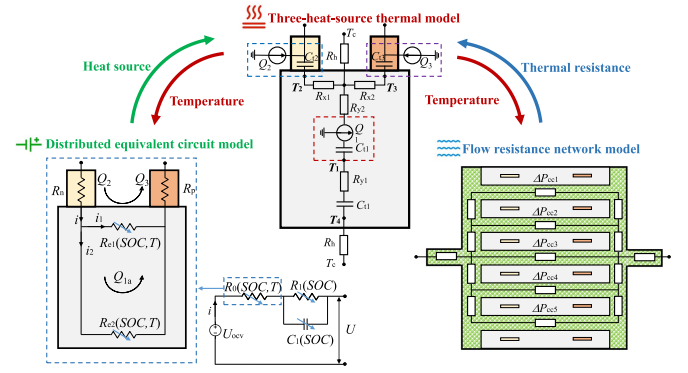 Three-heat-source thermal model
Tc
Q2
Ct2
Rh
Ct3
Q3
Heat source
Thermal resistance
T2
Rx1
Rx2
T3
Temperature
Ry2
Temperature
Q1
Ct1
T1
Distributed equivalent circuit model
Flow resistance network model
Ry1
Ct1
T4
Rh
Tc
Rn
Q2
Q3
Rp
i
i1
Re1(SOC,T)
i2
Q1a
Re2(SOC,T)
R0(SOC,T)
R1(SOC)
i
Uocv
C1(SOC)
U
ΔPcc1
ΔPcc2
ΔPcc3
ΔPcc4
ΔPcc5